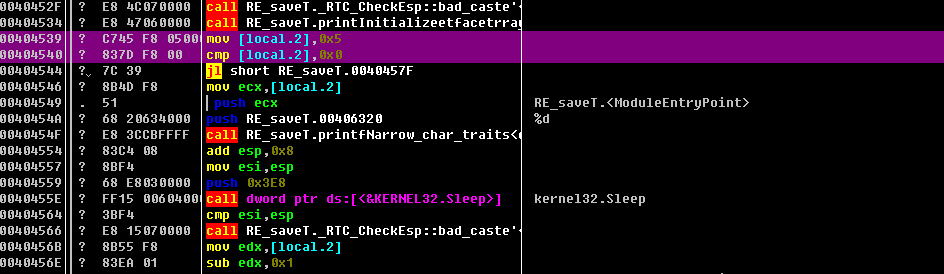 0040452F ? E8 4C070000 call RE_saveT._RTC_CheckEsp::bad_caste'<
00404534 ? E8 47060000 call RE_saveT.printInitializeetfacetrrau
00404539 ? C745 F8 05000 mov [local.2],0x5
00404540 ? 837D F8 00 cmp [local.2],0x0
00404544 ? 7C 39 jl short RE_saveT.0040457F
00404546 ? 8B4D F8 mov ecx,[local.2]
00404549 . 51 push ecx RE_saveT.<ModuleEntryPoint>
0040454A ? 68 20634000 push RE_saveT.00406320 %d
0040454F ? E8 3CCBFFFF call RE_saveT.printfNarrow_char_traits<c
00404554 ? 83C4 08 add esp,0x8
00404557 ? 8BF4 mov esi,esp
00404559 ? 68 E8030000 push 0x3E8
0040455E ? FF15 00604000 call dword ptr ds:[<&KERNEL32.Sleep>] kernel32.Sleep
00404564 ? 3BF4 cmp esi,esp
00404566 ? E8 15070000 call RE_saveT._RTC_CheckEsp::bad_caste'<
0040456B ? 8B55 F8 mov edx,[local.2]
0040456E ? 83EA 01 sub edx,0x1